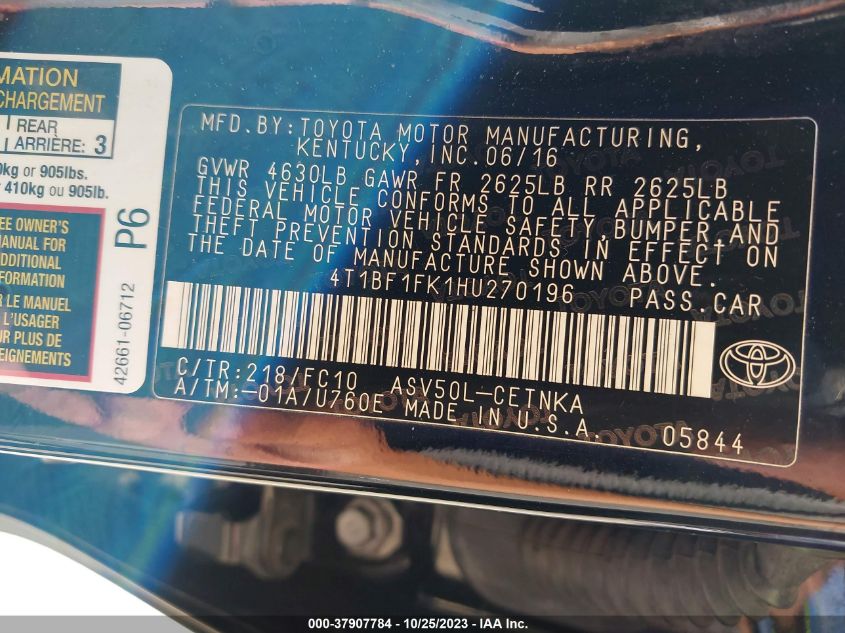 MATION
CHARGEMENT
REAR
ARRIÈRE: 3
kg or 905lbs.
410kg ou 905lb.
EE OWNER'S
MANUAL FOR
ADDITIONAL
FORMATION
R LE MANUEL
L'USAGER
UR PLUS DE
EIGNEMENTS
P6
42661-06712
MFD.BY:TOYOTA MOTOR MANUFACTURING,
KENTUCKY,INC.06/16
GVWR 4630LB GAWR FR 2625LB RR 2625LB
THIS VEHICLE CONFORMS TO ALL APPLICABLE
FEDERAL MOTOR VEHICLE SAFETY,BUMPER AND
THEFT PREVENTION STANDARDS IN EFFECT ON
THE DATE OF MANUFACTURE SHOWN ABOVE.
4T1BF1FK1HU270196 PASS.CAR
C/TR:218/FC10 ASV50L-CETNKA
A/TM:-01A/U760E MADE IN U.S.A. 05844
TOYOTA
000-37907784 - 10/25/2023 - IAA Inc.